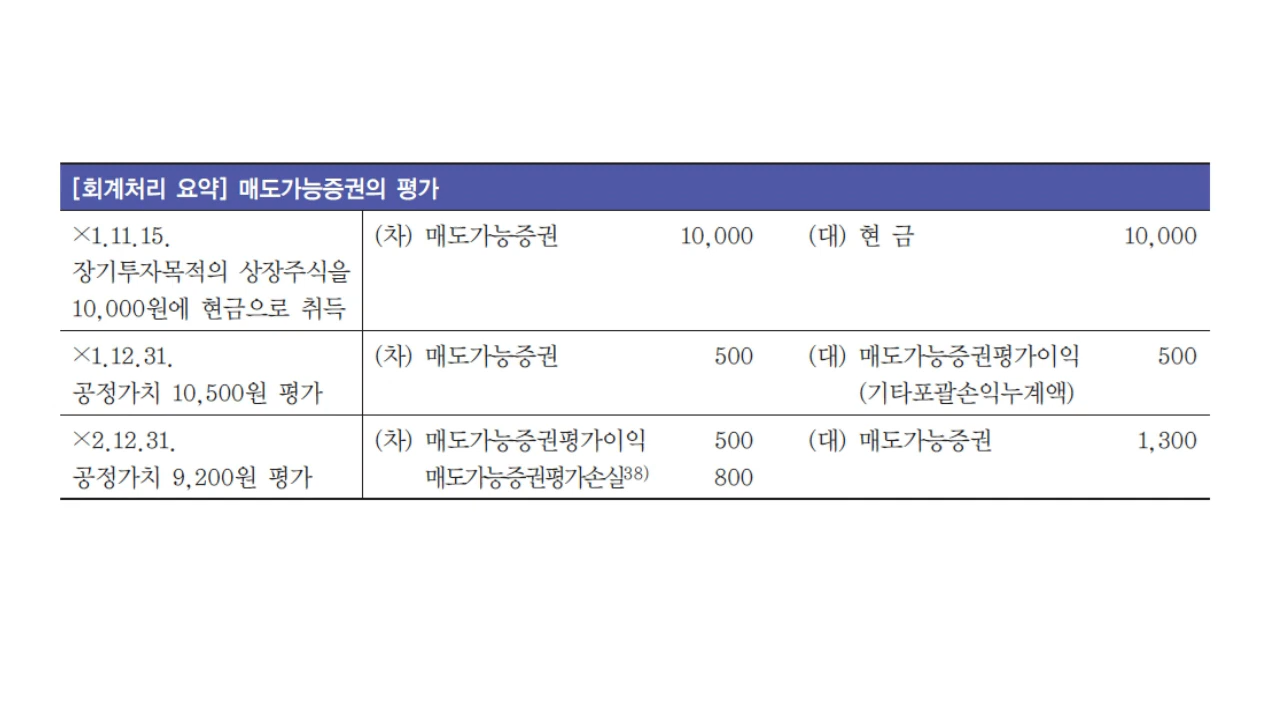 [회계처리 요약] 매도가능증권의 평가
×1.11.15. (차) 매도가능증권 10,000 (대) 현 금 10,000
장기투자목적의 상장주식을
10,000원에 현금으로 취득
×1.12.31. (차) 매도가능증권 500 (대) 매도가능증권평가이익 500
공정가치 10,500원 평가 (기타포괄손익누계액)
×2.12.31. (차) 매도가능증권평가이익 500 (대) 매도가능증권 1,300
공정가치 9,200원 평가 매도가능증권평가손실38) 800